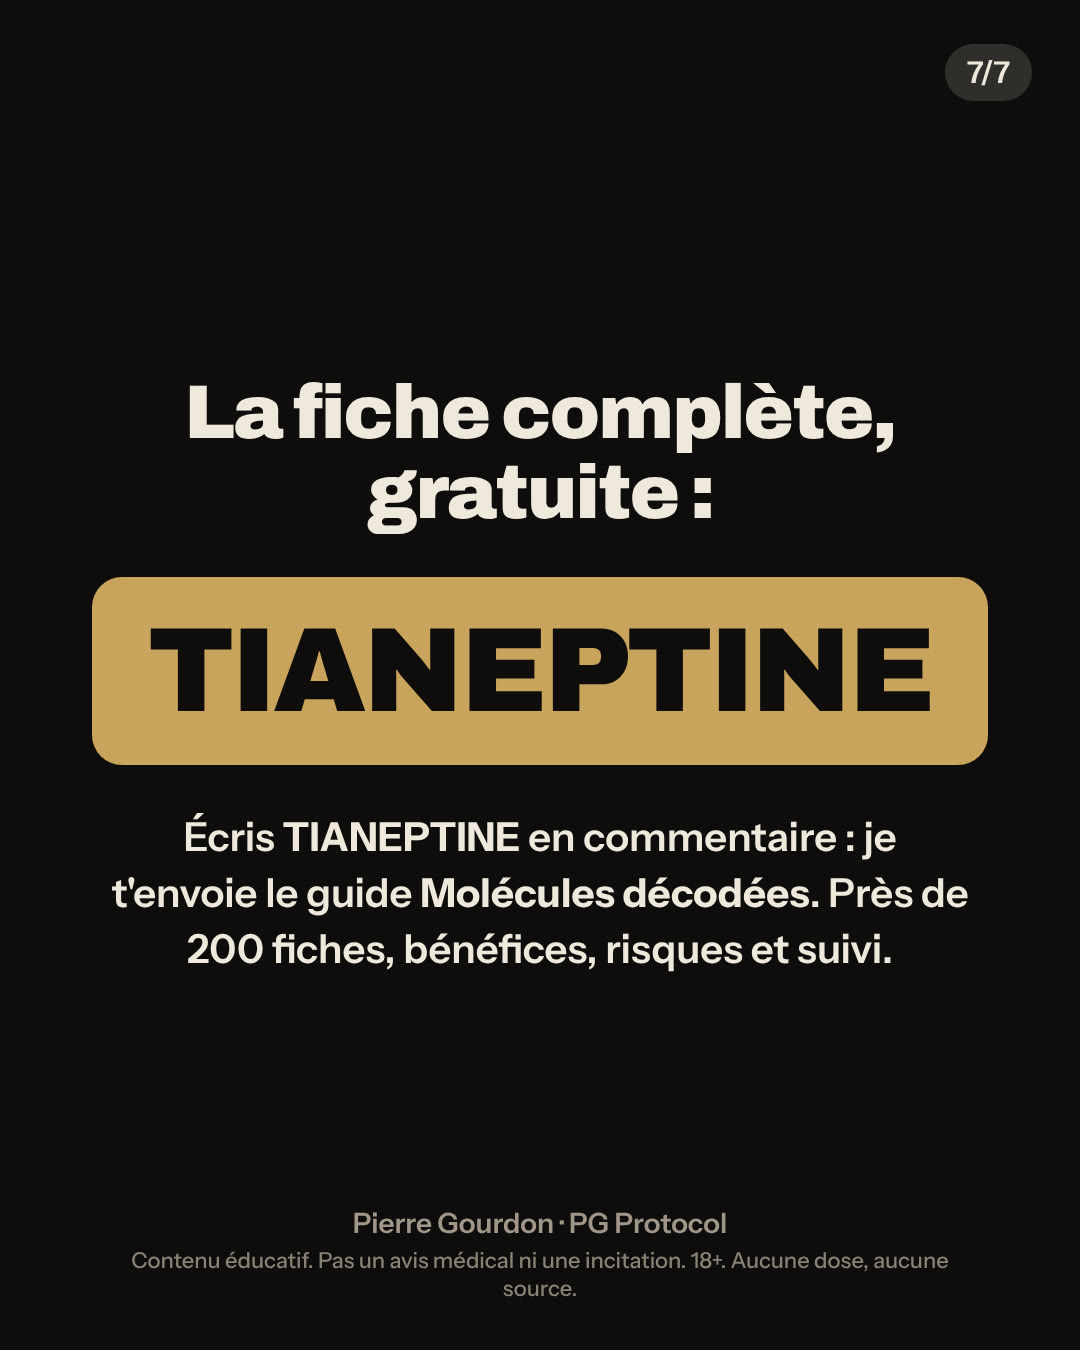 7/7
La fiche complète,
gratuite :
TIANEPTINE
Écris TIANEPTINE en commentaire : je
t'envoie le guide Molécules décodées. Près de
200 fiches, bénéfices, risques et suivi.
Pierre Gourdon · PG Protocol
Contenu éducatif. Pas un avis médical ni une incitation. 18+. Aucune dose, aucune
source.